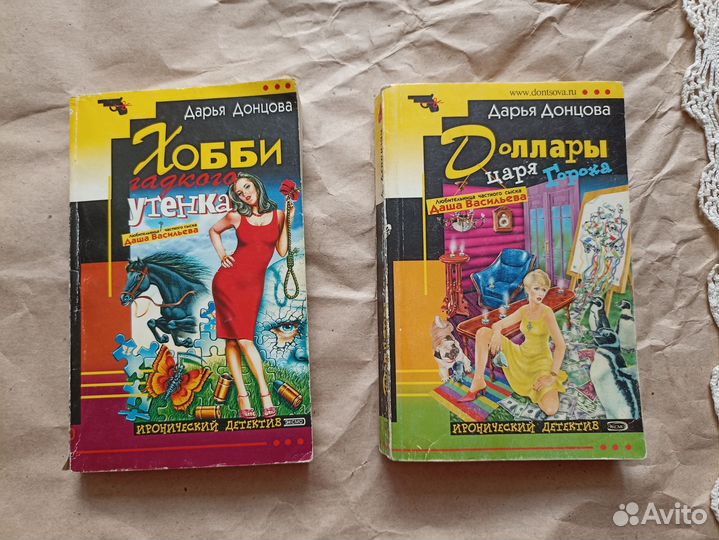 Дарья Донцова
Хобби
гадкого
утенка
Любительница частного сыска
Даша Васильева
ИРОНИЧЕСКИЙ ДЕТЕКТИВ
ЭКСМО
www.dontsova.ru
Дарья Донцова
Доллары
царя Гороха
Любительница частного сыска
Даша Васильева
ИРОНИЧЕСКИЙ ДЕТЕКТИВ
Avito